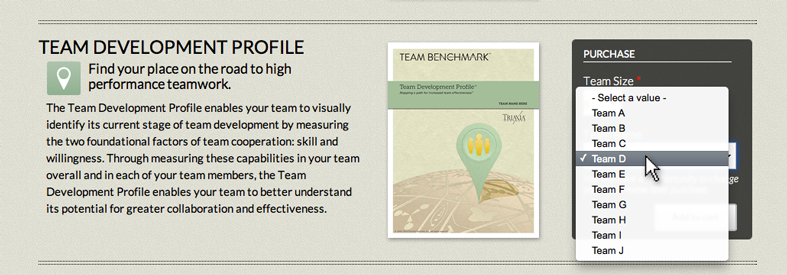 TEAM DEVELOPMENT PROFILE
Find your place on the road to high
performance teamwork.
The Team Development Profile enables your team to visually
identify its current stage of team development by measuring
the two foundational factors of team cooperation: skill and
willingness. Through measuring these capabilities in your team
overall and in each of your team members, the Team
Development Profile enables your team to better understand
its potential for greater collaboration and effectiveness.
TEAM BENCHMARK™
Team Development Profile™
TEAM NAME HERE
TRIAXIA
PURCHASE
Team Size *
- Select a value -
Team A
Team B
Team C
✓ Team D
Team E
Team F
Team G
Team H
Team I
Team J